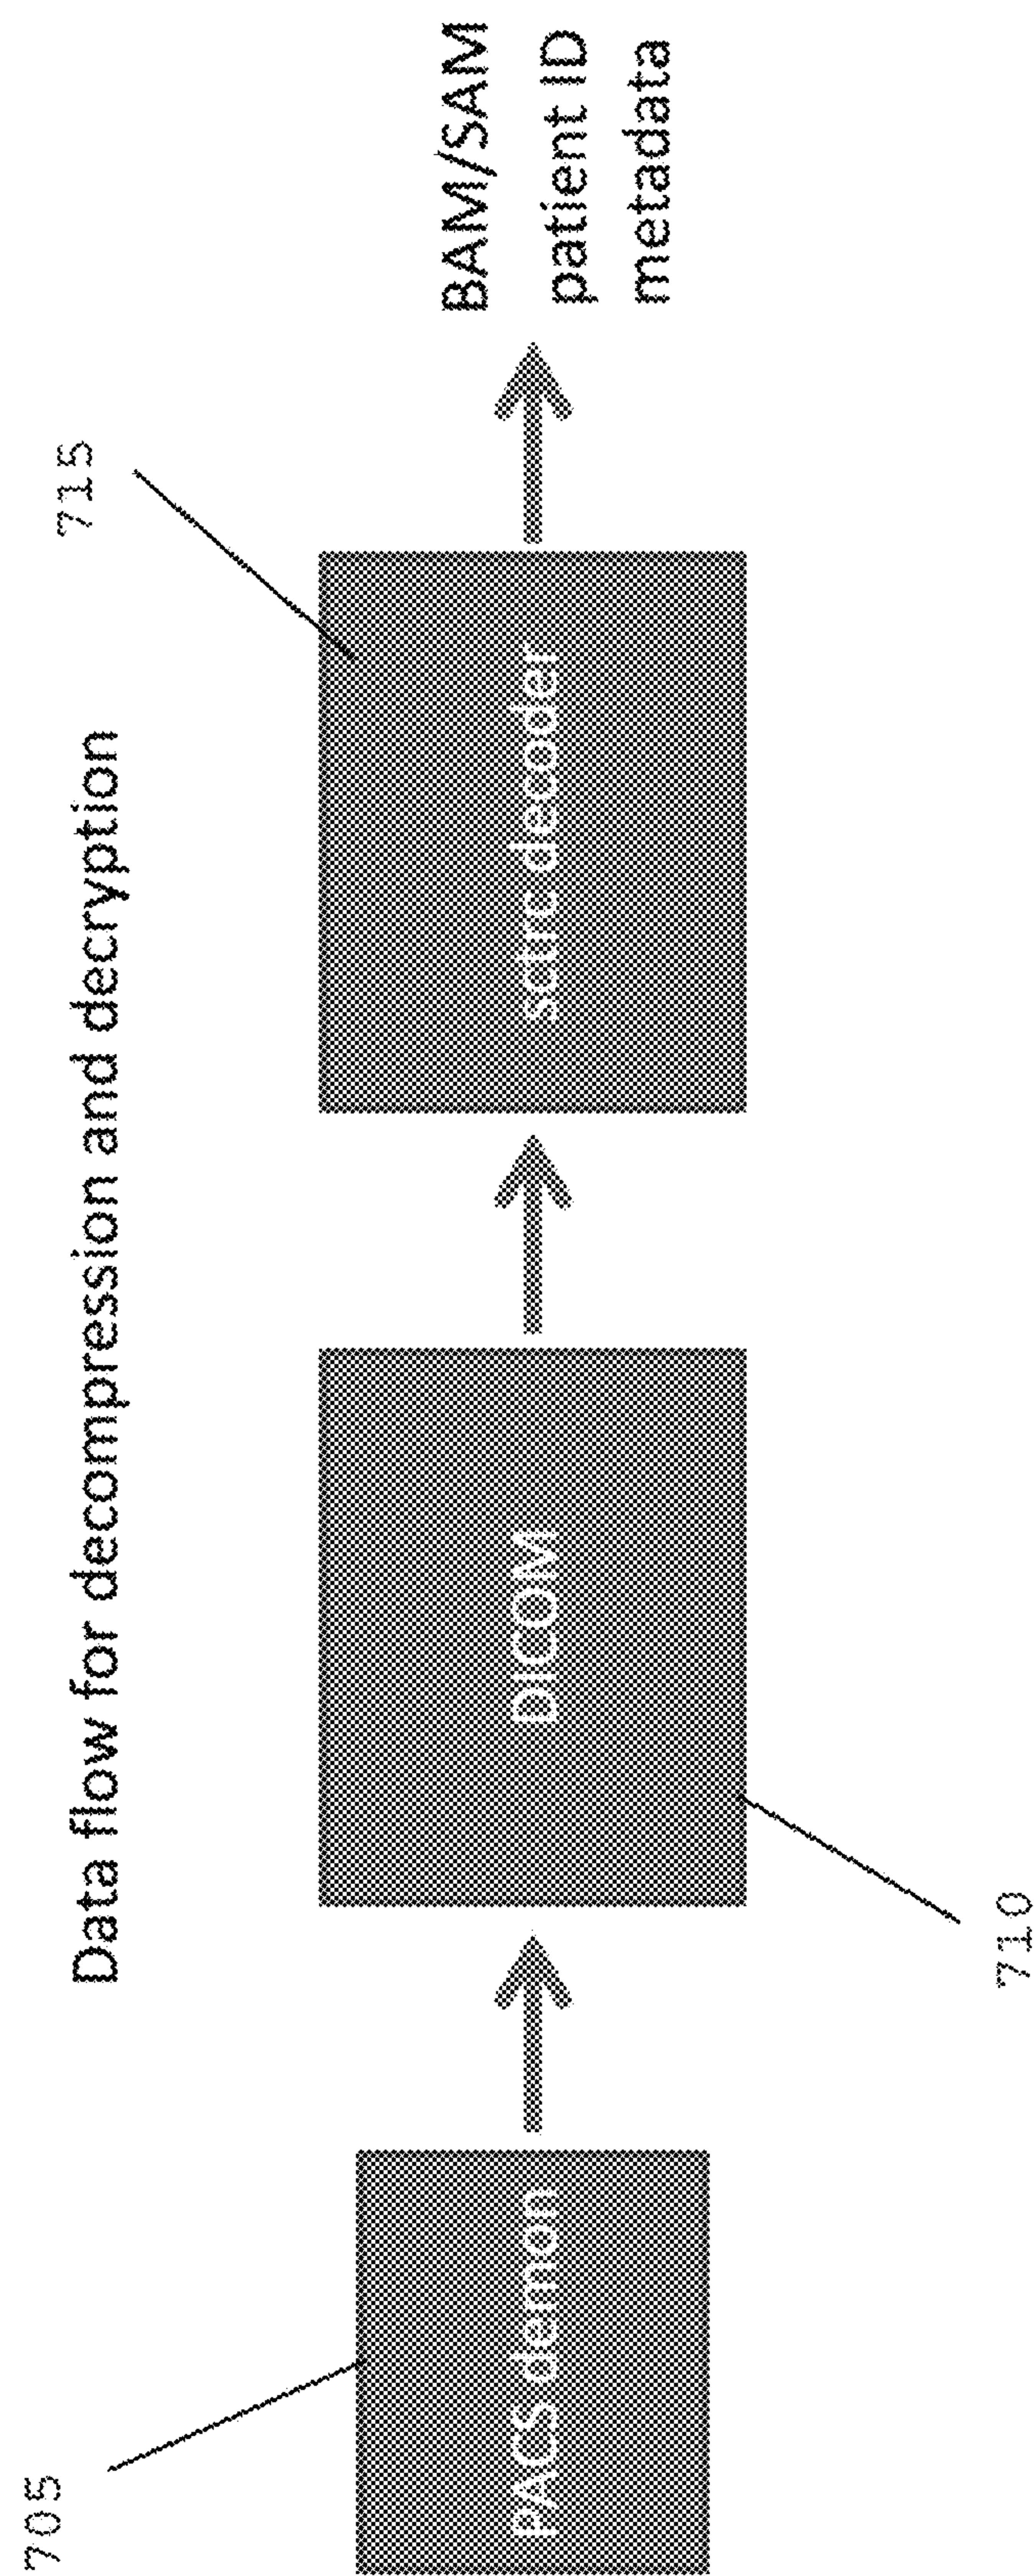 Data flow for decompression and decryption
705
PACS demon
710
DICOM
715
sctrc decoder
BAM/SAM
patient ID
metadata